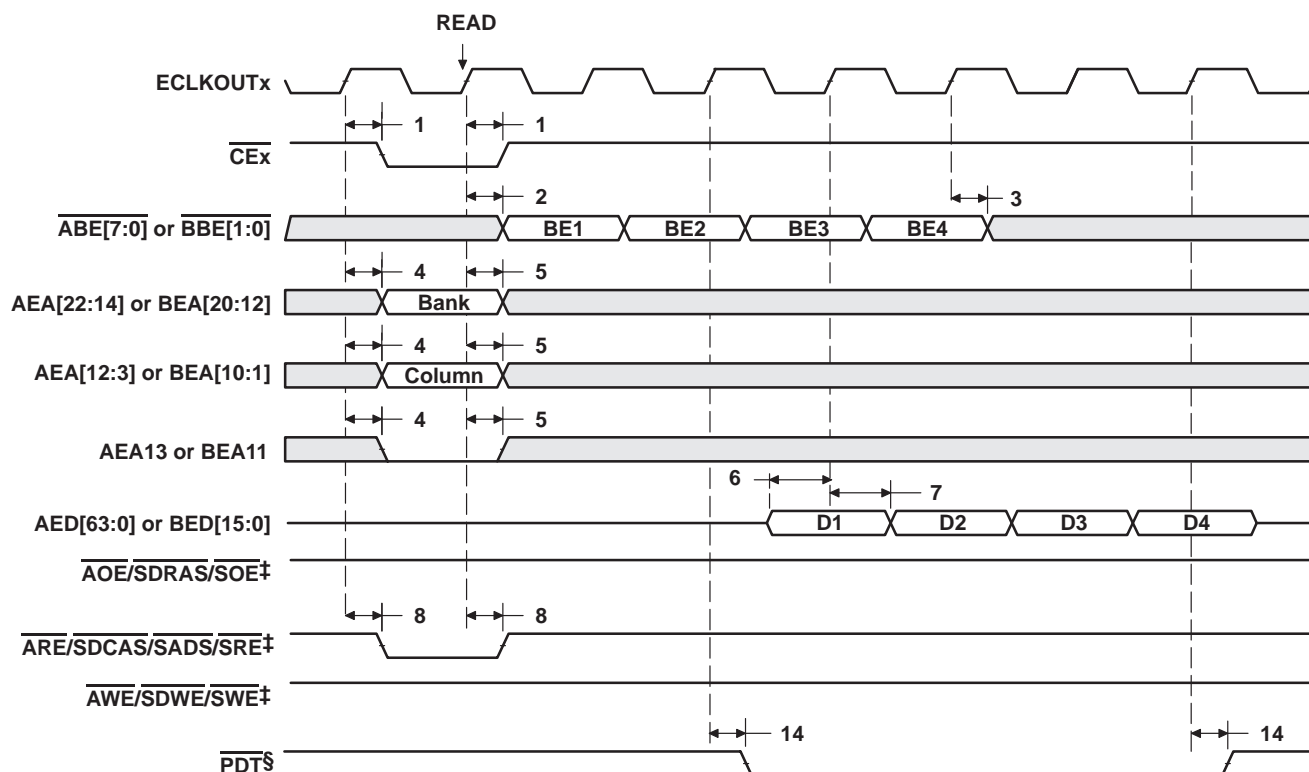 READ
ECLKOUTx
1 1
CEx
2 3
ABE[7:0] or BBE[1:0] BE1 BE2 BE3 BE4
4 5
AEA[22:14] or BEA[20:12] Bank
4 5
AEA[12:3] or BEA[10:1] Column
4 5
AEA13 or BEA11
6 7
AED[63:0] or BED[15:0] D1 D2 D3 D4
AOE/SDRAS/SOE‡
8 8
ARE/SDCAS/SADS/SRE‡
AWE/SDWE/SWE‡
14 14
PDT§